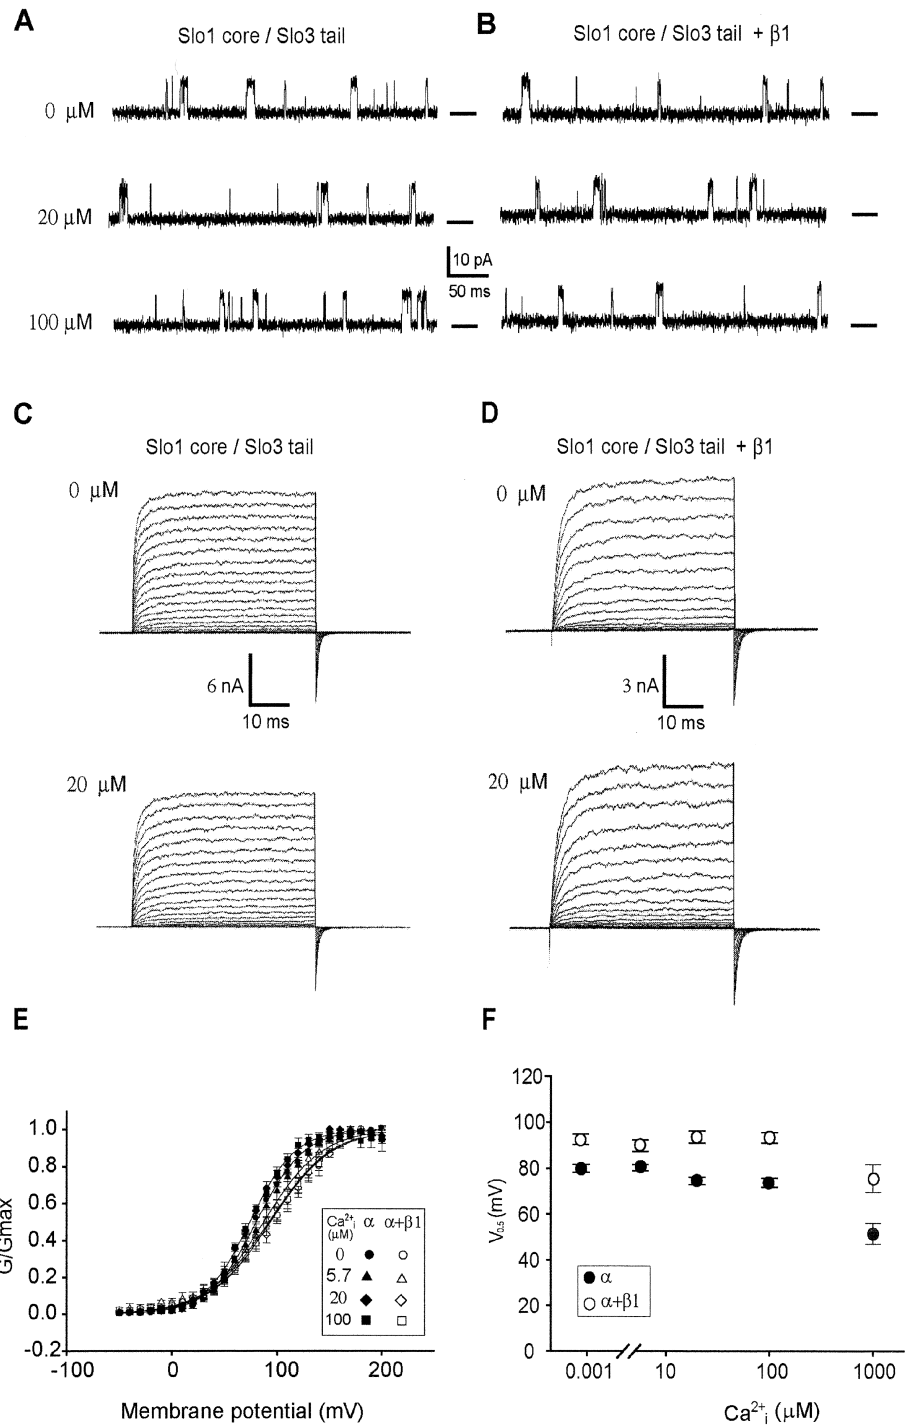 A
Slo1 core / Slo3 tail
B
Slo1 core / Slo3 tail + β1
0 μM
20 μM
10 pA
50 ms
100 μM
C
Slo1 core / Slo3 tail
D
Slo1 core / Slo3 tail + β1
0 μM
0 μM
6 nA
10 ms
3 nA
10 ms
20 μM
20 μM
E
F
G/Gmax
1.0
0.8
0.6
0.4
0.2
0.0
-0.2
-100
0
100
200
Membrane potential (mV)
Ca²⁺i (μM) α α+β1
0
5.7
20
100
V0.5 (mV)
120
100
80
60
40
20
0
α
α+β1
0.001
10
100
1000
Ca²⁺i (μM)